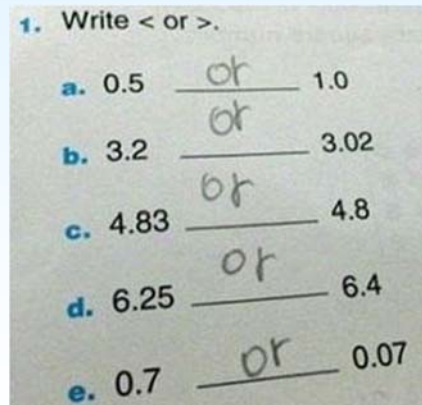 1. Write < or >.
a. 0.5 or 1.0
b. 3.2 or 3.02
c. 4.83 or 4.8
d. 6.25 or 6.4
e. 0.7 or 0.07